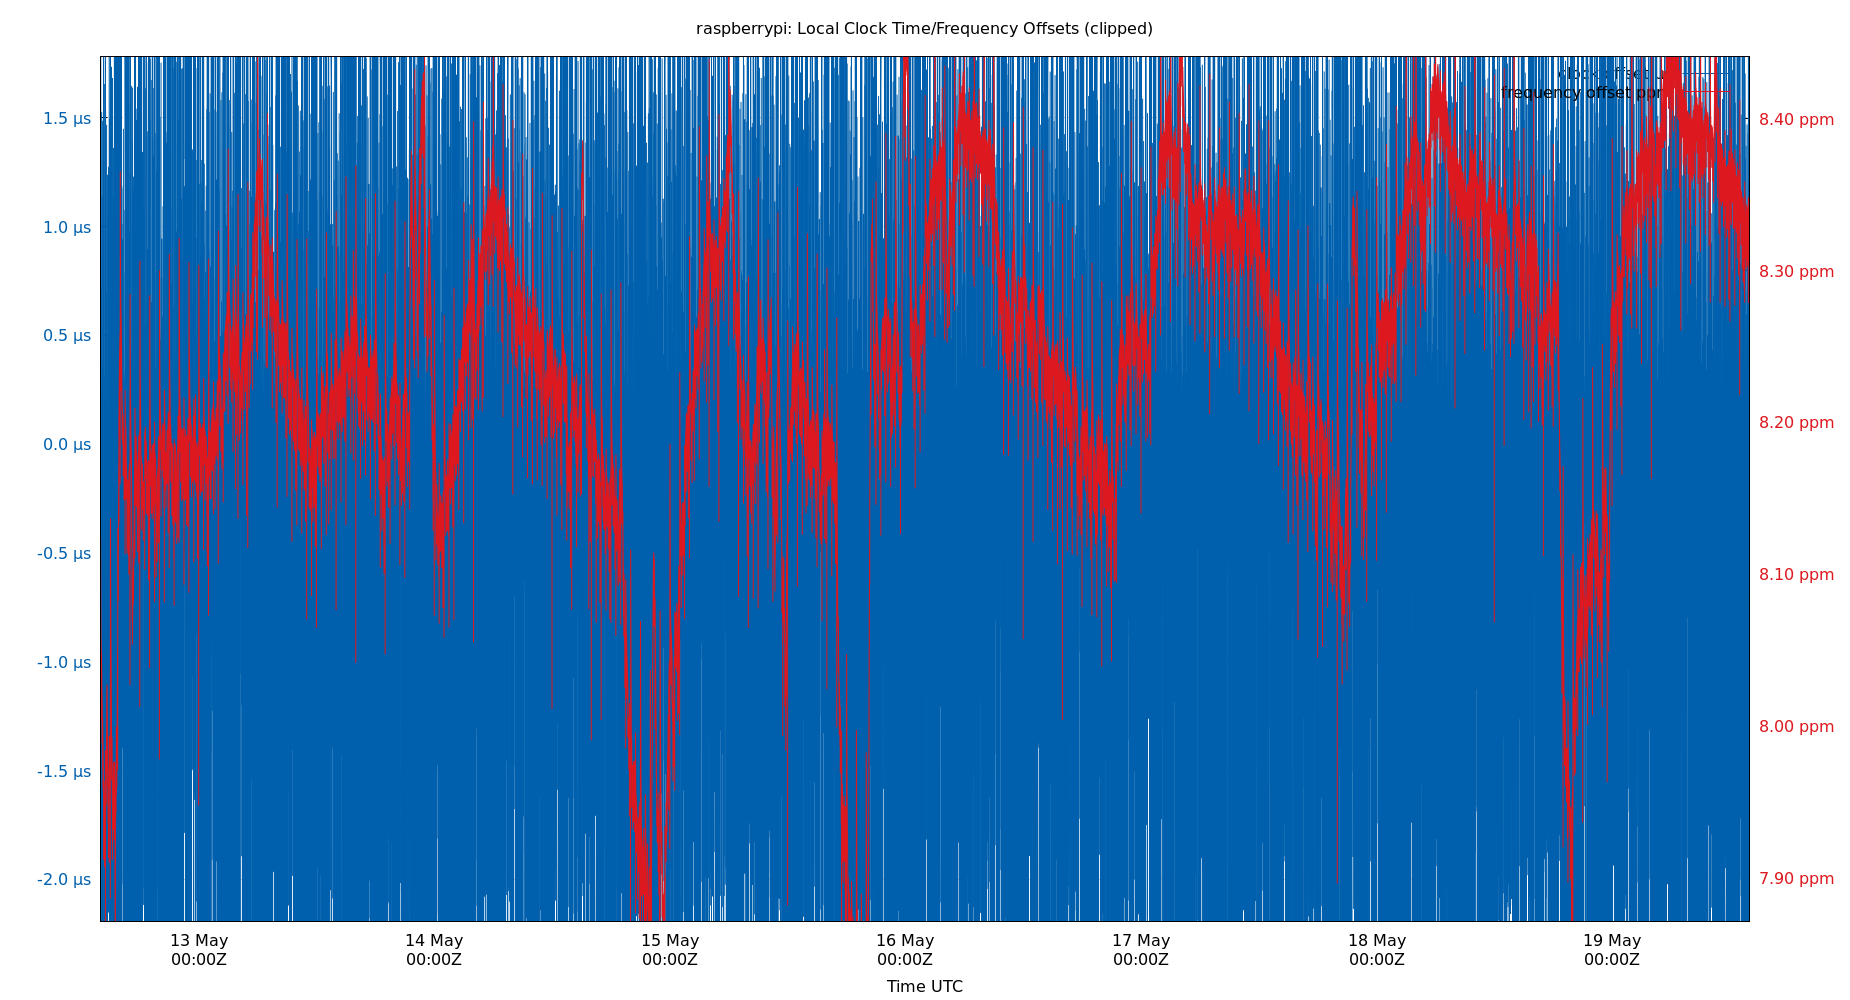 raspberrypi: Local Clock Time/Frequency Offsets (clipped)
clock offset
frequency offset ppm
1.5 μs
1.0 μs
0.5 μs
0.0 μs
-0.5 μs
-1.0 μs
-1.5 μs
-2.0 μs
8.40 ppm
8.30 ppm
8.20 ppm
8.10 ppm
8.00 ppm
7.90 ppm
13 May 14 May 15 May 16 May 17 May 18 May 19 May
00:00Z 00:00Z 00:00Z 00:00Z 00:00Z 00:00Z 00:00Z
Time UTC